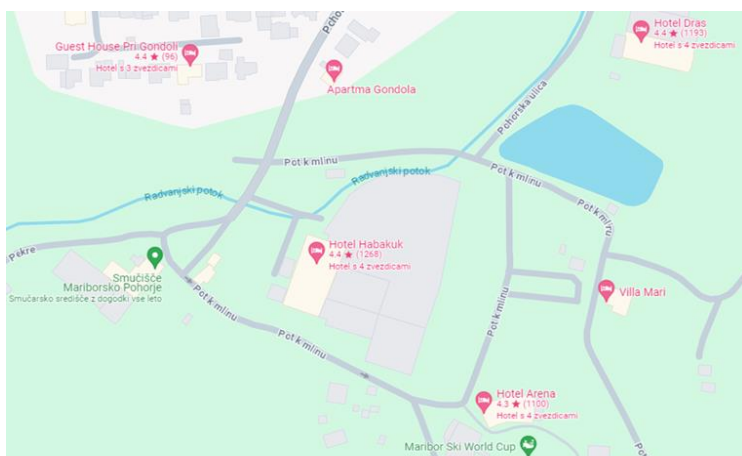 Pohorska ulica
Hotel Dras
4.4 ★ (1193)
Hotel s 4 zvezdicami
Guest House Pri Gondoli
4.4 ★ (96)
Hotel s 3 zvezdicami
Apartma Gondola
Pohorska ulica
Pot k mlinu
Pot k mlinu
Radvanjski potok
Radvanjski potok
Pot k mlinu
Pekre
Hotel Habakuk
4.4 ★ (1268)
Hotel s 4 zvezdicami
Smučišče
Mariborsko Pohorje
Smučarsko središče z dogodki vse leto
Villa Mari
Pot k mlinu
Pot k mlinu
Hotel Arena
4.3 ★ (1100)
Hotel s 4 zvezdicami
Maribor Ski World Cup
Pot